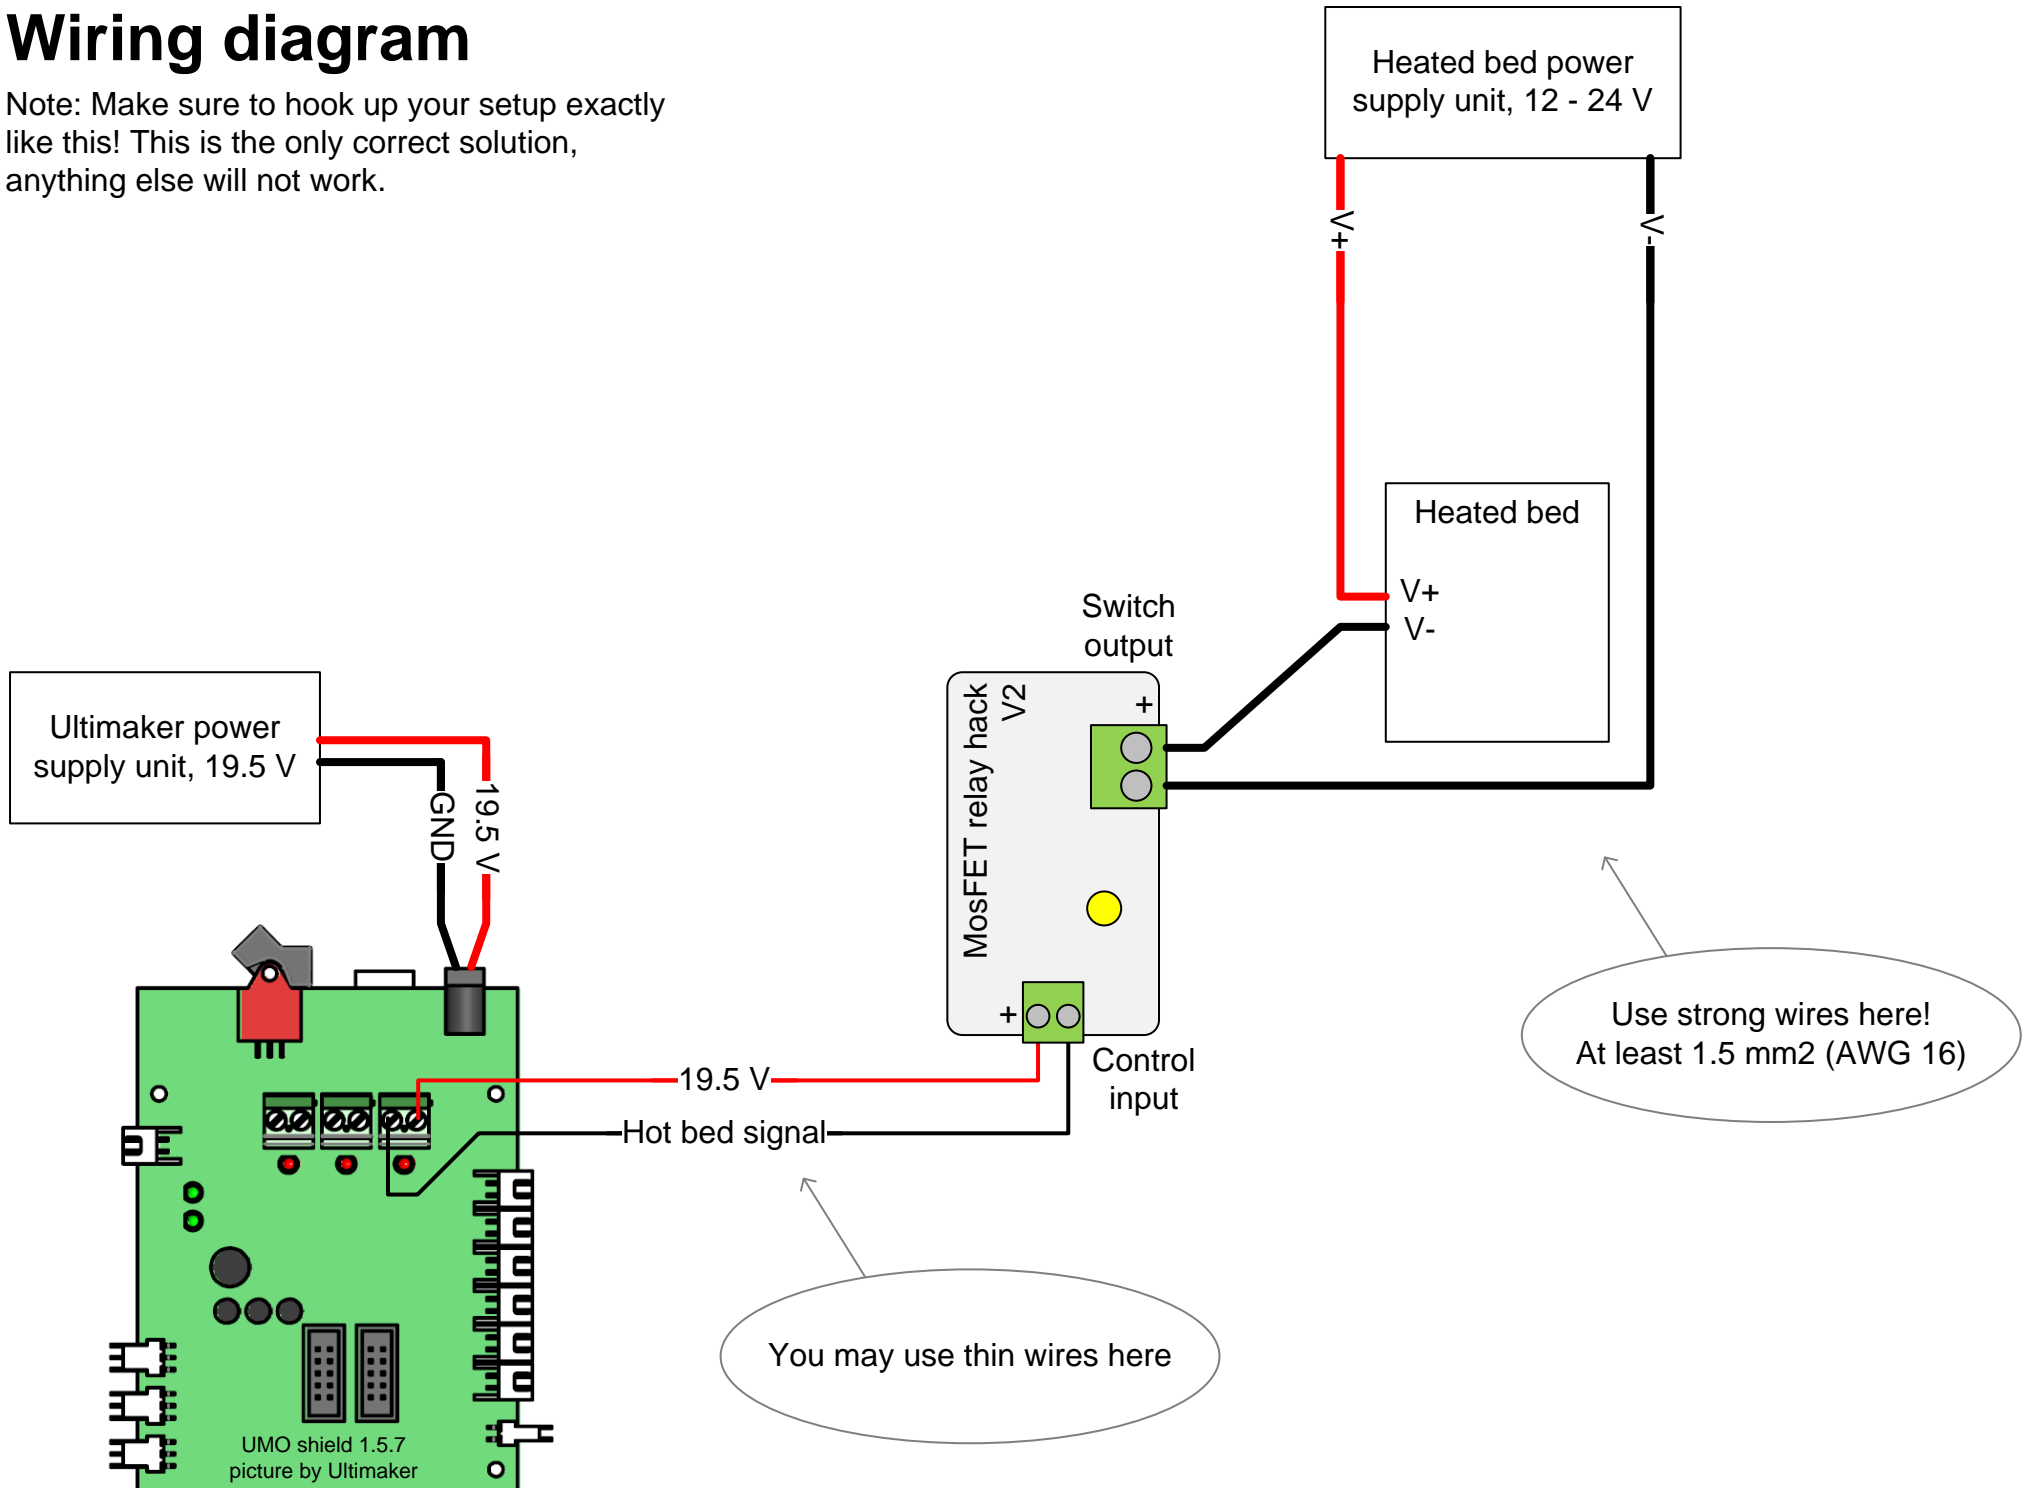 Wiring diagram
Note: Make sure to hook up your setup exactly
like this! This is the only correct solution,
anything else will not work.
Heated bed power
supply unit, 12 - 24 V
V+
V-
Heated bed
V+
V-
Switch
output
Ultimaker power
supply unit, 19.5 V
GND
19.5 V
MosFET relay hack
V2
+
+
Control
input
19.5 V
Hot bed signal
Use strong wires here!
At least 1.5 mm2 (AWG 16)
You may use thin wires here
UMO shield 1.5.7
picture by Ultimaker